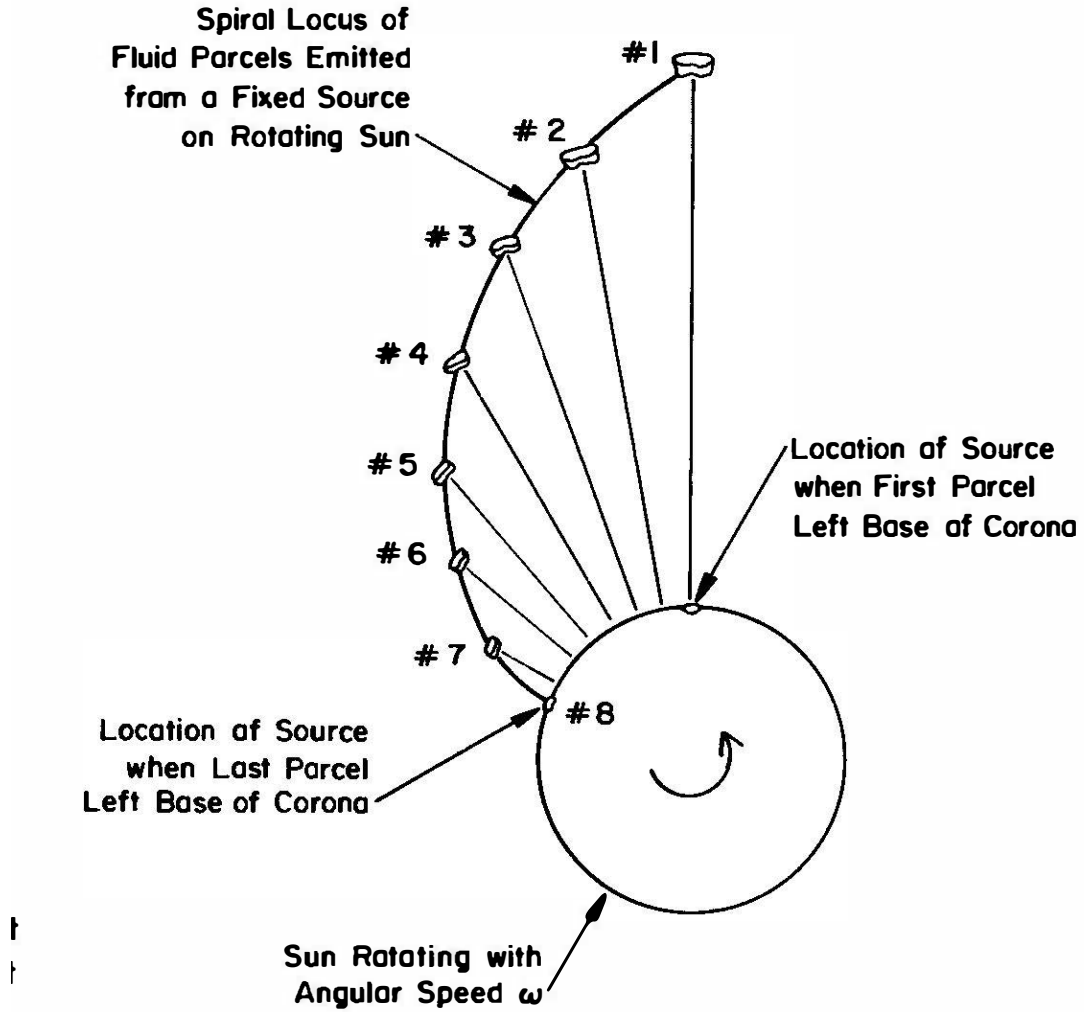 Spiral Locus of
Fluid Parcels Emitted
from a Fixed Source
on Rotating Sun
#1
#2
#3
#4
#5
#6
#7
#8
Location of Source
when First Parcel
Left Base of Corona
Location of Source
when Last Parcel
Left Base of Corona
Sun Rotating with
Angular Speed ω